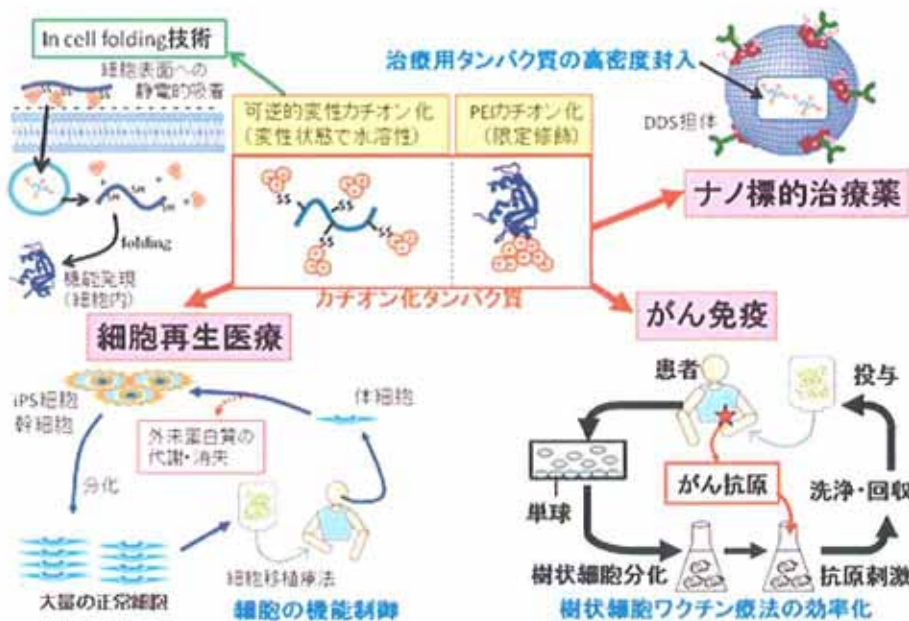 In cell folding技術
細胞表面への
静電的吸着
SH
SH
folding
機能発現
(細胞内)
可逆的変性カチオン化
(変性状態で水溶性)
PEIカチオン化
(限定修飾)
SS
SS
SS
SS
カチオン化タンパク質
治療用タンパク質の高密度封入
DDS担体
ナノ標的治療薬
細胞再生医療
iPS細胞
幹細胞
体細胞
外来蛋白質の
代謝・消失
分化
細胞移植療法
大量の正常細胞
細胞の機能制御
がん免疫
患者
投与
がん抗原
単球
洗浄・回収
樹状細胞分化
抗原刺激
樹状細胞ワクチン療法の効率化